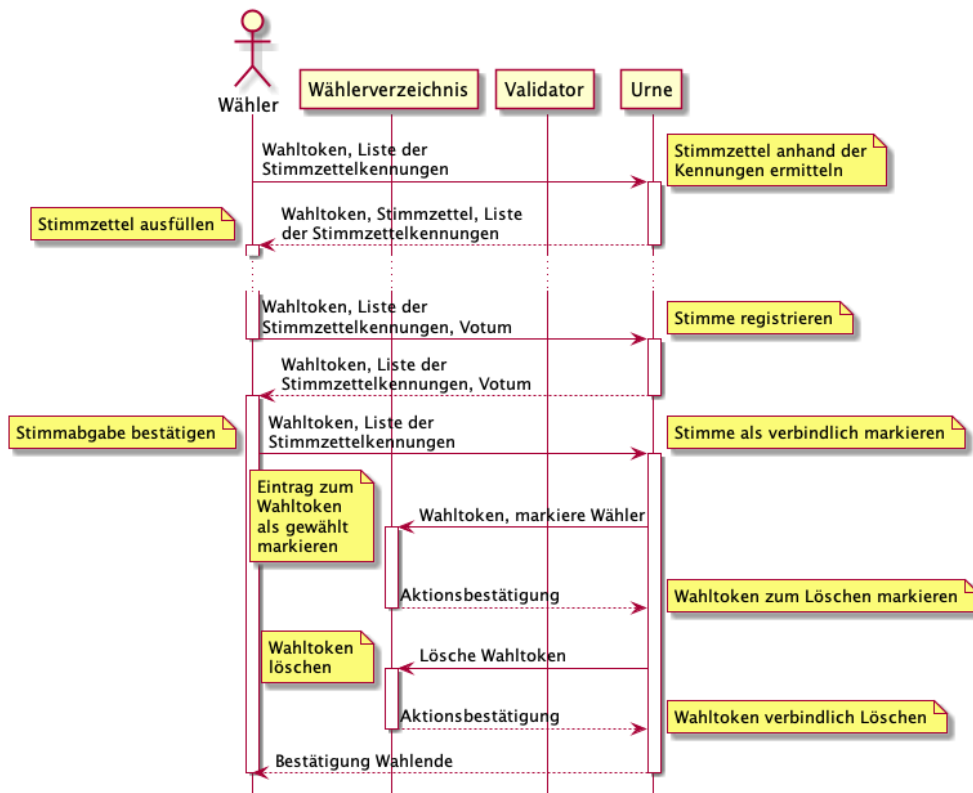 Wähler
Wählerverzeichnis
Validator
Urne
Wahltoken, Liste der
Stimmzettelkennungen
Stimmzettel anhand der
Kennungen ermitteln
Wahltoken, Stimmzettel, Liste
der Stimmzettelkennungen
Stimmzettel ausfüllen
Wahltoken, Liste der
Stimmzettelkennungen, Votum
Stimme registrieren
Wahltoken, Liste der
Stimmzettelkennungen, Votum
Stimmabgabe bestätigen
Wahltoken, Liste der
Stimmzettelkennungen
Stimme als verbindlich markieren
Eintrag zum
Wahltoken
als gewählt
markieren
Wahltoken, markiere Wähler
Aktionsbestätigung
Wahltoken zum Löschen markieren
Wahltoken
löschen
Lösche Wahltoken
Aktionsbestätigung
Wahltoken verbindlich Löschen
Bestätigung Wahlende